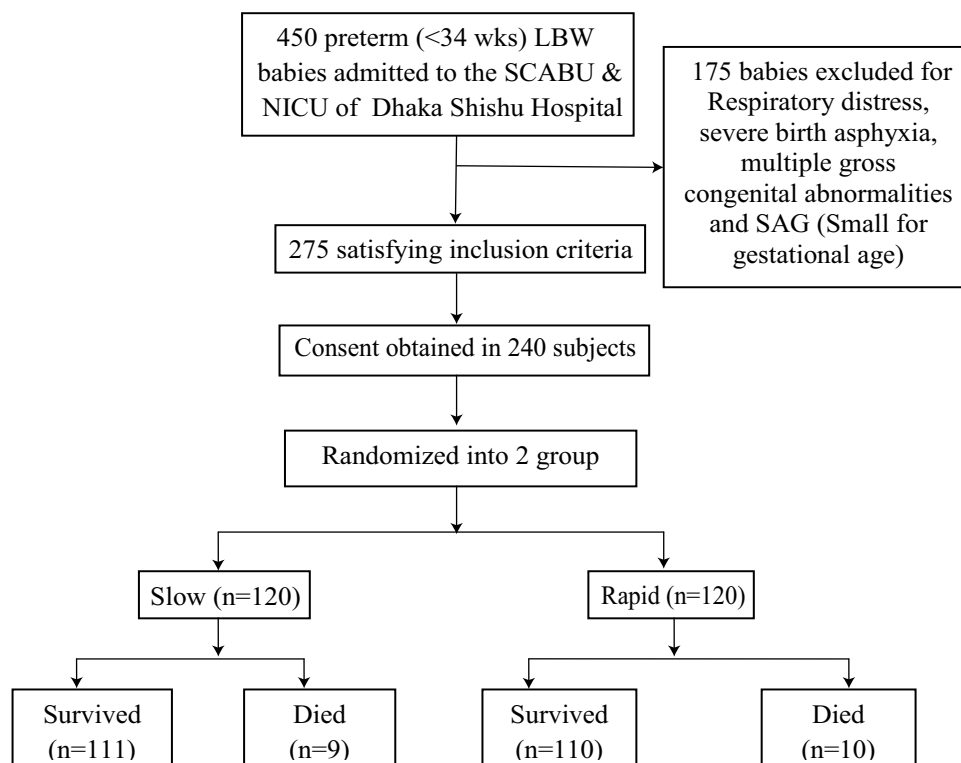 450 preterm (<34 wks) LBW
babies admitted to the SCABU &
NICU of Dhaka Shishu Hospital
175 babies excluded for
Respiratory distress,
severe birth asphyxia,
multiple gross
congenital abnormalities
and SAG (Small for
gestational age)
275 satisfying inclusion criteria
Consent obtained in 240 subjects
Randomized into 2 group
Slow (n=120)
Rapid (n=120)
Survived
(n=111)
Died
(n=9)
Survived
(n=110)
Died
(n=10)